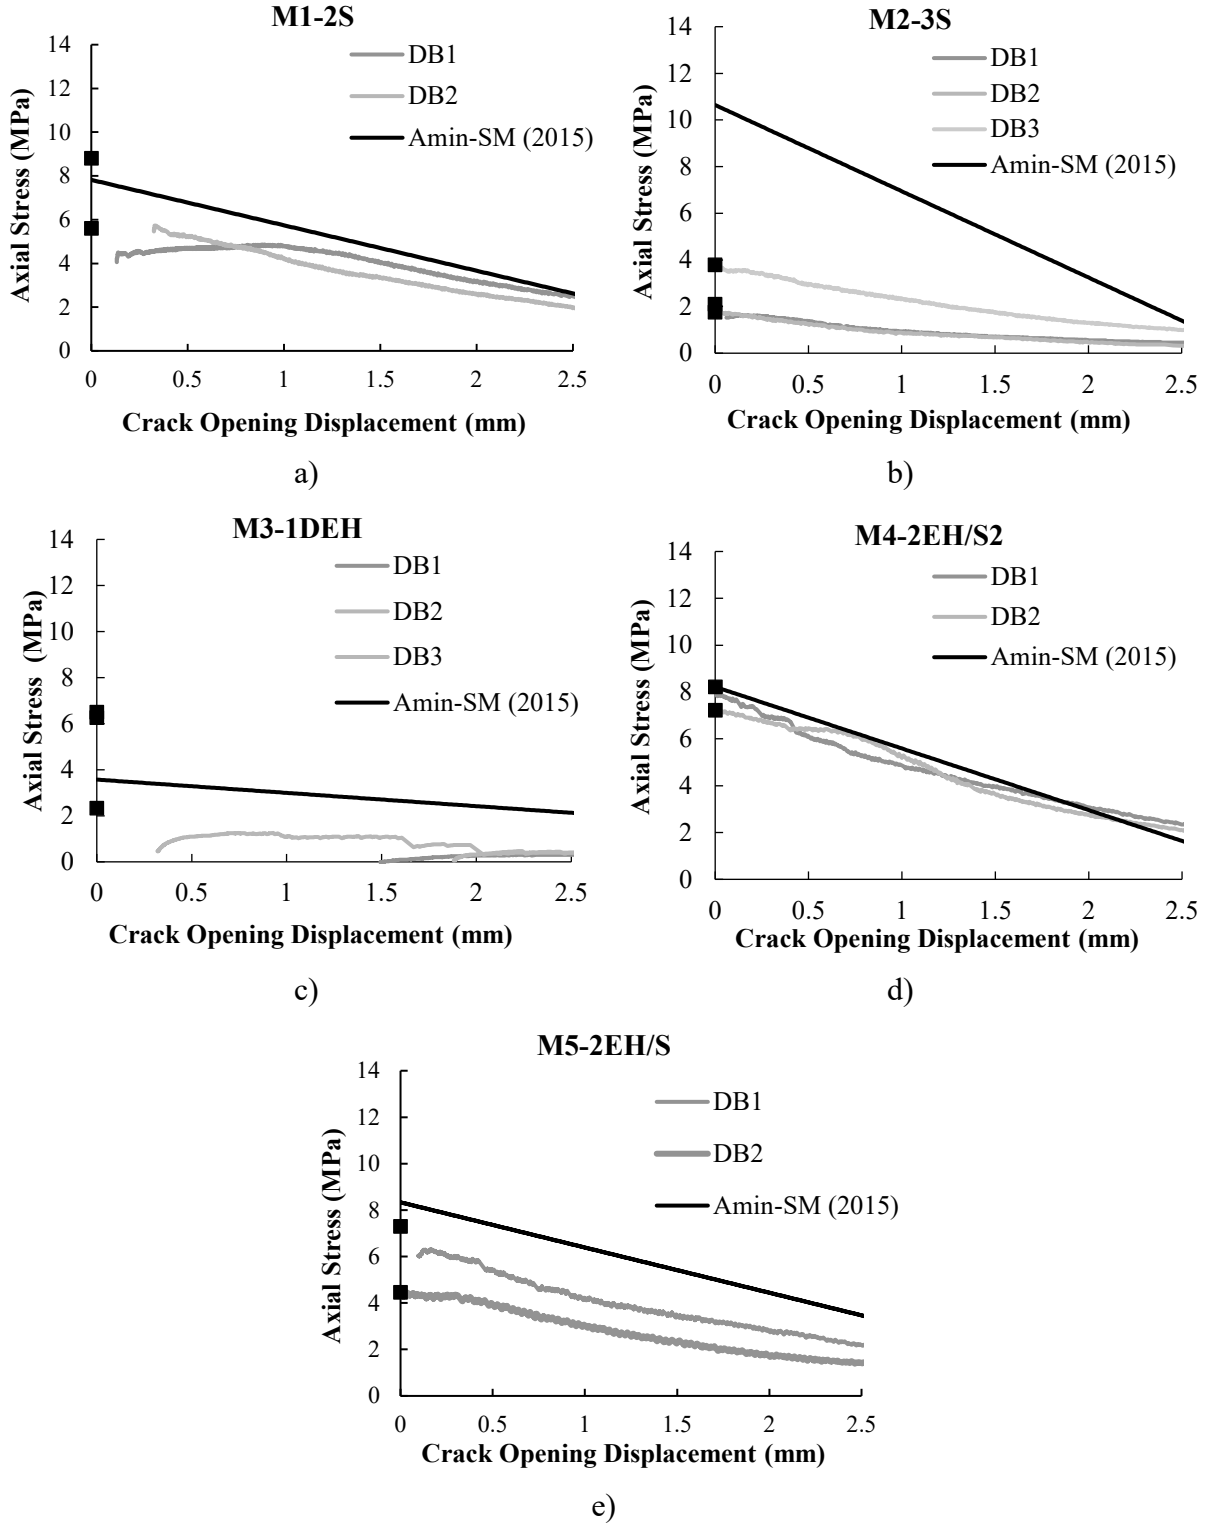 M1-2S
Axial Stress (MPa)
14
12
10
8
6
4
2
0
DB1
DB2
Amin-SM (2015)
0 0.5 1 1.5 2 2.5
Crack Opening Displacement (mm)
a)
M2-3S
Axial Stress (MPa)
14
12
10
8
6
4
2
0
DB1
DB2
DB3
Amin-SM (2015)
0 0.5 1 1.5 2 2.5
Crack Opening Displacement (mm)
b)
M3-1DEH
Axial Stress (MPa)
14
12
10
8
6
4
2
0
DB1
DB2
DB3
Amin-SM (2015)
0 0.5 1 1.5 2 2.5
Crack Opening Displacement (mm)
c)
M4-2EH/S2
Axial Stress (MPa)
14
12
10
8
6
4
2
0
DB1
DB2
Amin-SM (2015)
0 0.5 1 1.5 2 2.5
Crack Opening Displacement (mm)
d)
M5-2EH/S
Axial Stress (MPa)
14
12
10
8
6
4
2
0
DB1
DB2
Amin-SM (2015)
0 0.5 1 1.5 2 2.5
Crack Opening Displacement (mm)
e)